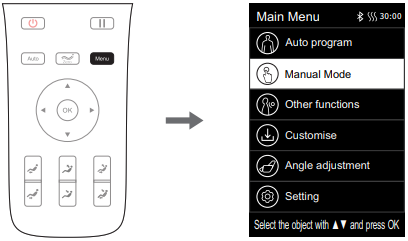 Auto
Menu
OK
Main Menu 30:00
Auto program
Manual Mode
Other functions
Customise
Angle adjustment
Setting
Select the object with ▲▼ and press OK